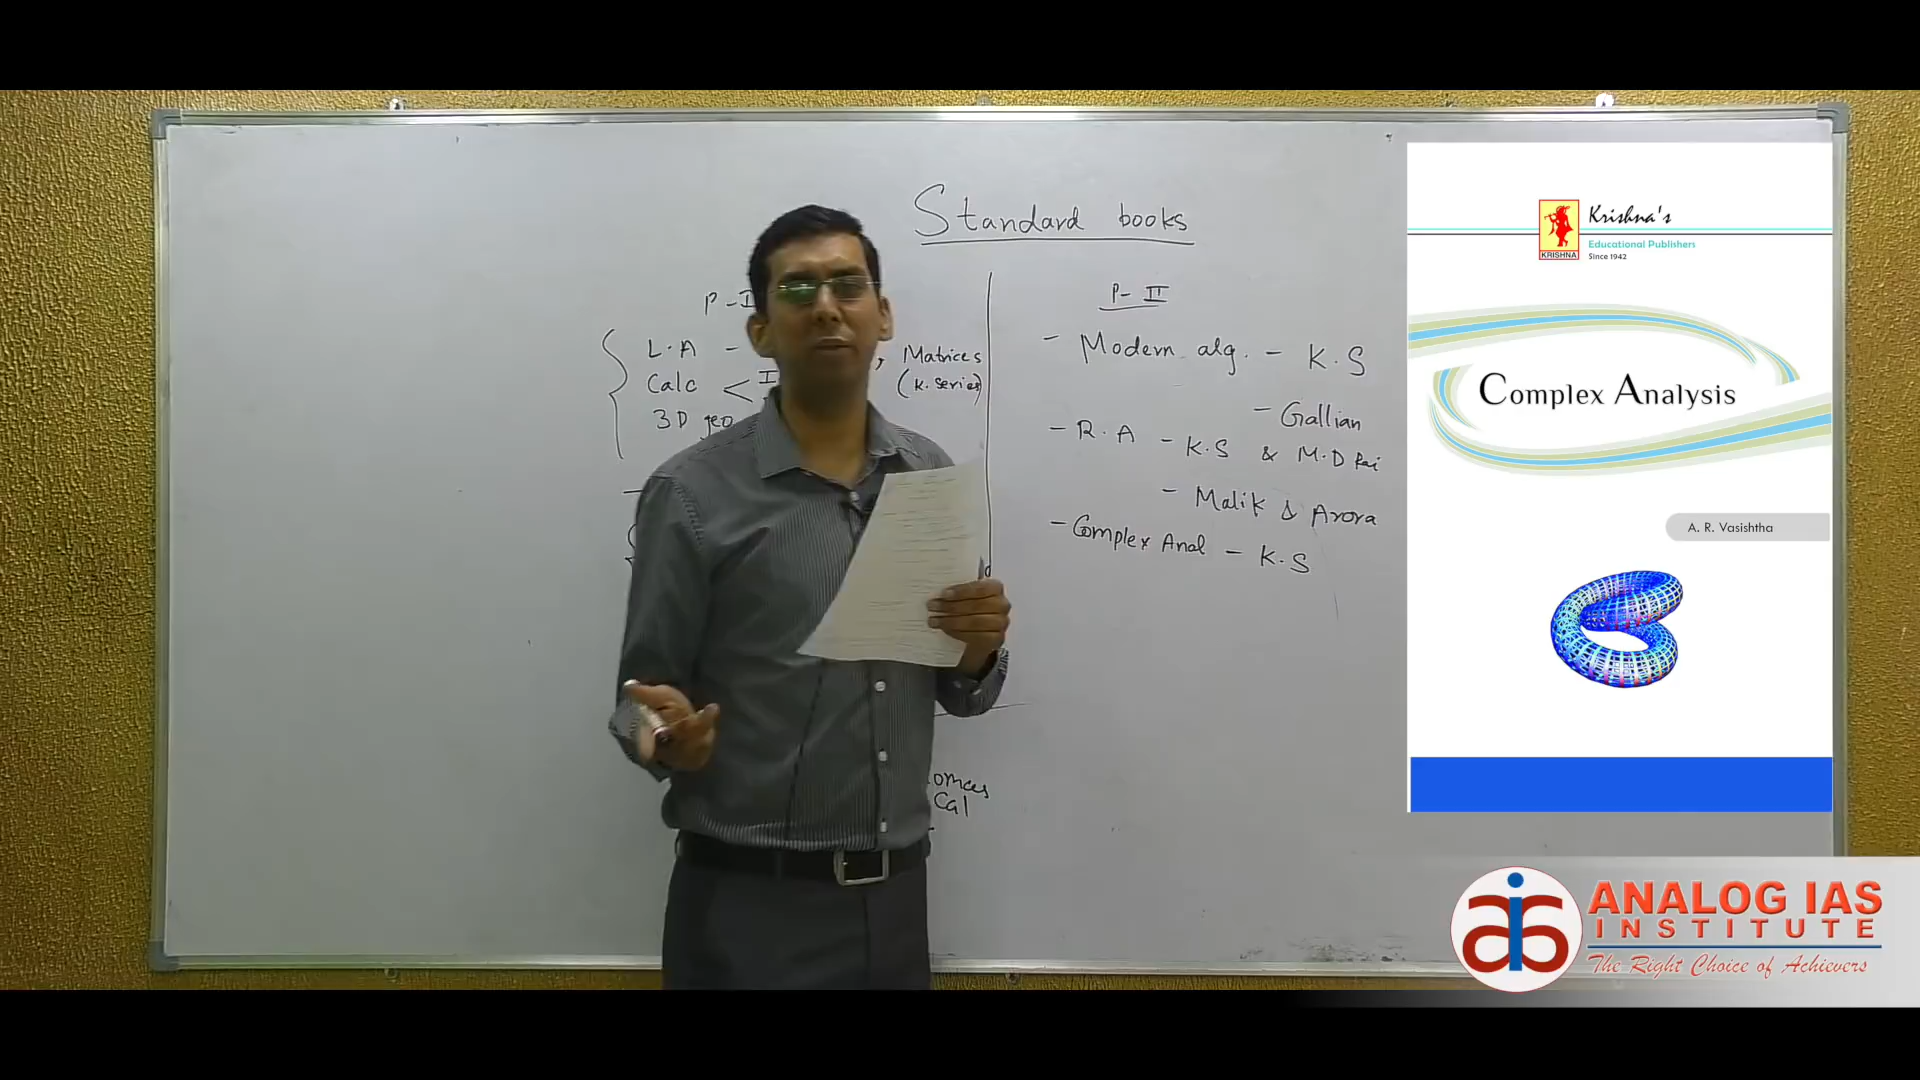 Standard books
P-I
L.A -
, Matrices
(K. series)
Calc < I
3D geo
P-II
- Modern alg. - K.S
- Gallian
- R.A - K.S & M.D Rai
- Malik & Arora
- Complex Anal - K.S
Cal
Krishna's
Educational Publishers
Since 1942
KRISHNA
Complex Analysis
A. R. Vasishtha
ANALOG IAS
INSTITUTE
The Right Choice of Achievers